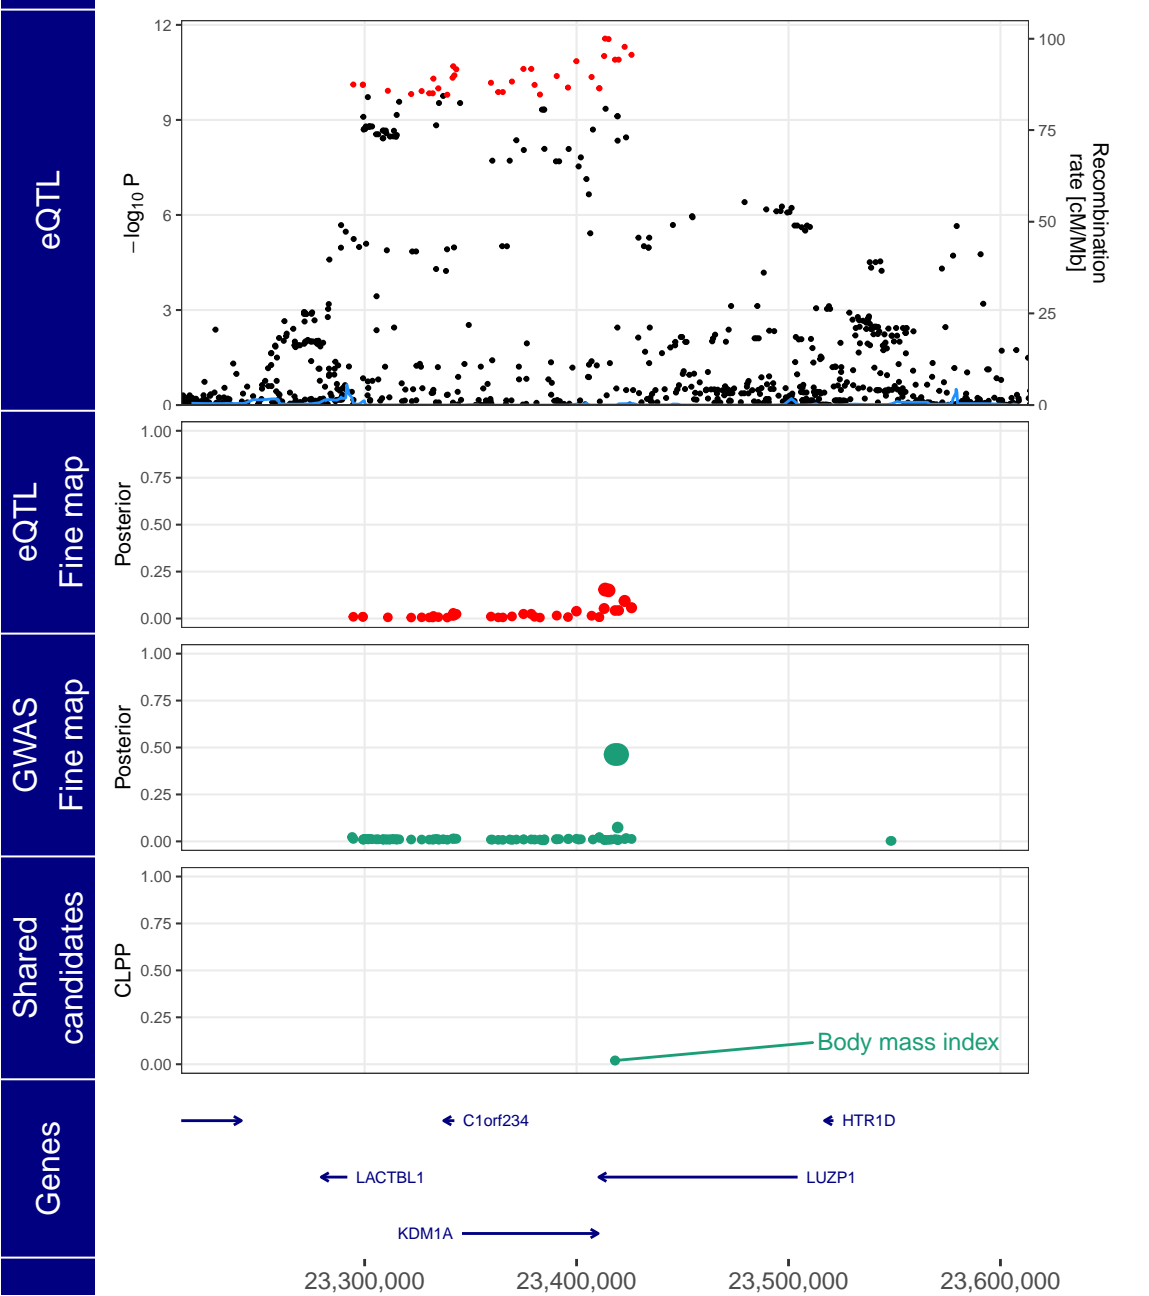 eQTL
12
9
6
3
0
−log10 P
100
75
50
25
0
Recombination
rate [cM/Mb]
eQTL
Fine map
1.00
0.75
0.50
0.25
0.00
Posterior
GWAS
Fine map
1.00
0.75
0.50
0.25
0.00
Posterior
Shared
candidates
1.00
0.75
0.50
0.25
0.00
CLPP
Body mass index
Genes
C1orf234
HTR1D
LACTBL1
LUZP1
KDM1A
23,300,000
23,400,000
23,500,000
23,600,000